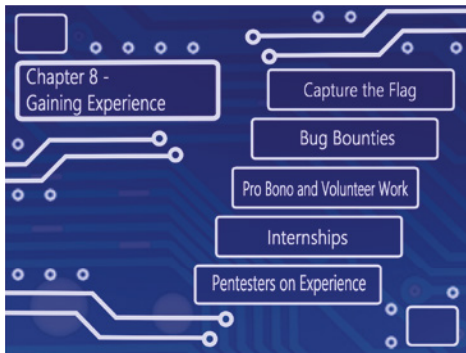 Chapter 8 -
Gaining Experience
Capture the Flag
Bug Bounties
Pro Bono and Volunteer Work
Internships
Pentesters on Experience